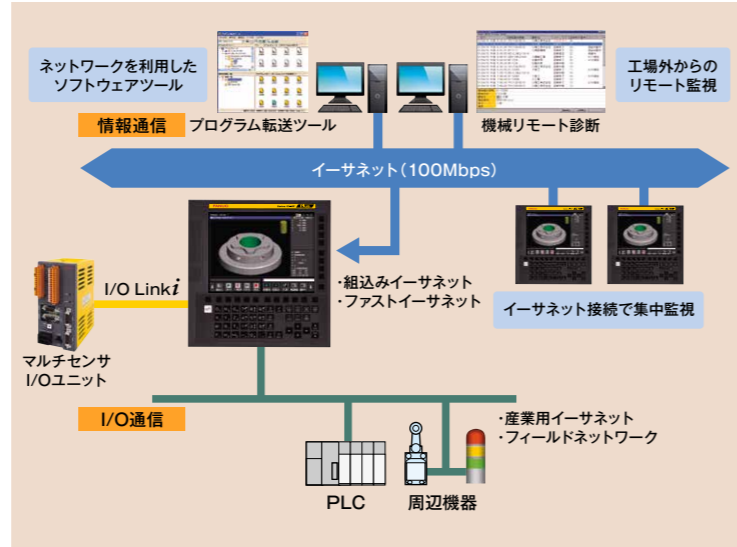 ネットワークを利用した
ソフトウェアツール
工場外からの
リモート監視
情報通信
プログラム転送ツール
機械リモート診断
イーサネット（100Mbps）
I/O Link i
・組込みイーサネット
・ファストイーサネット
イーサネット接続で集中監視
マルチセンサ
I/Oユニット
I/O通信
・産業用イーサネット
・フィールドネットワーク
PLC
周辺機器